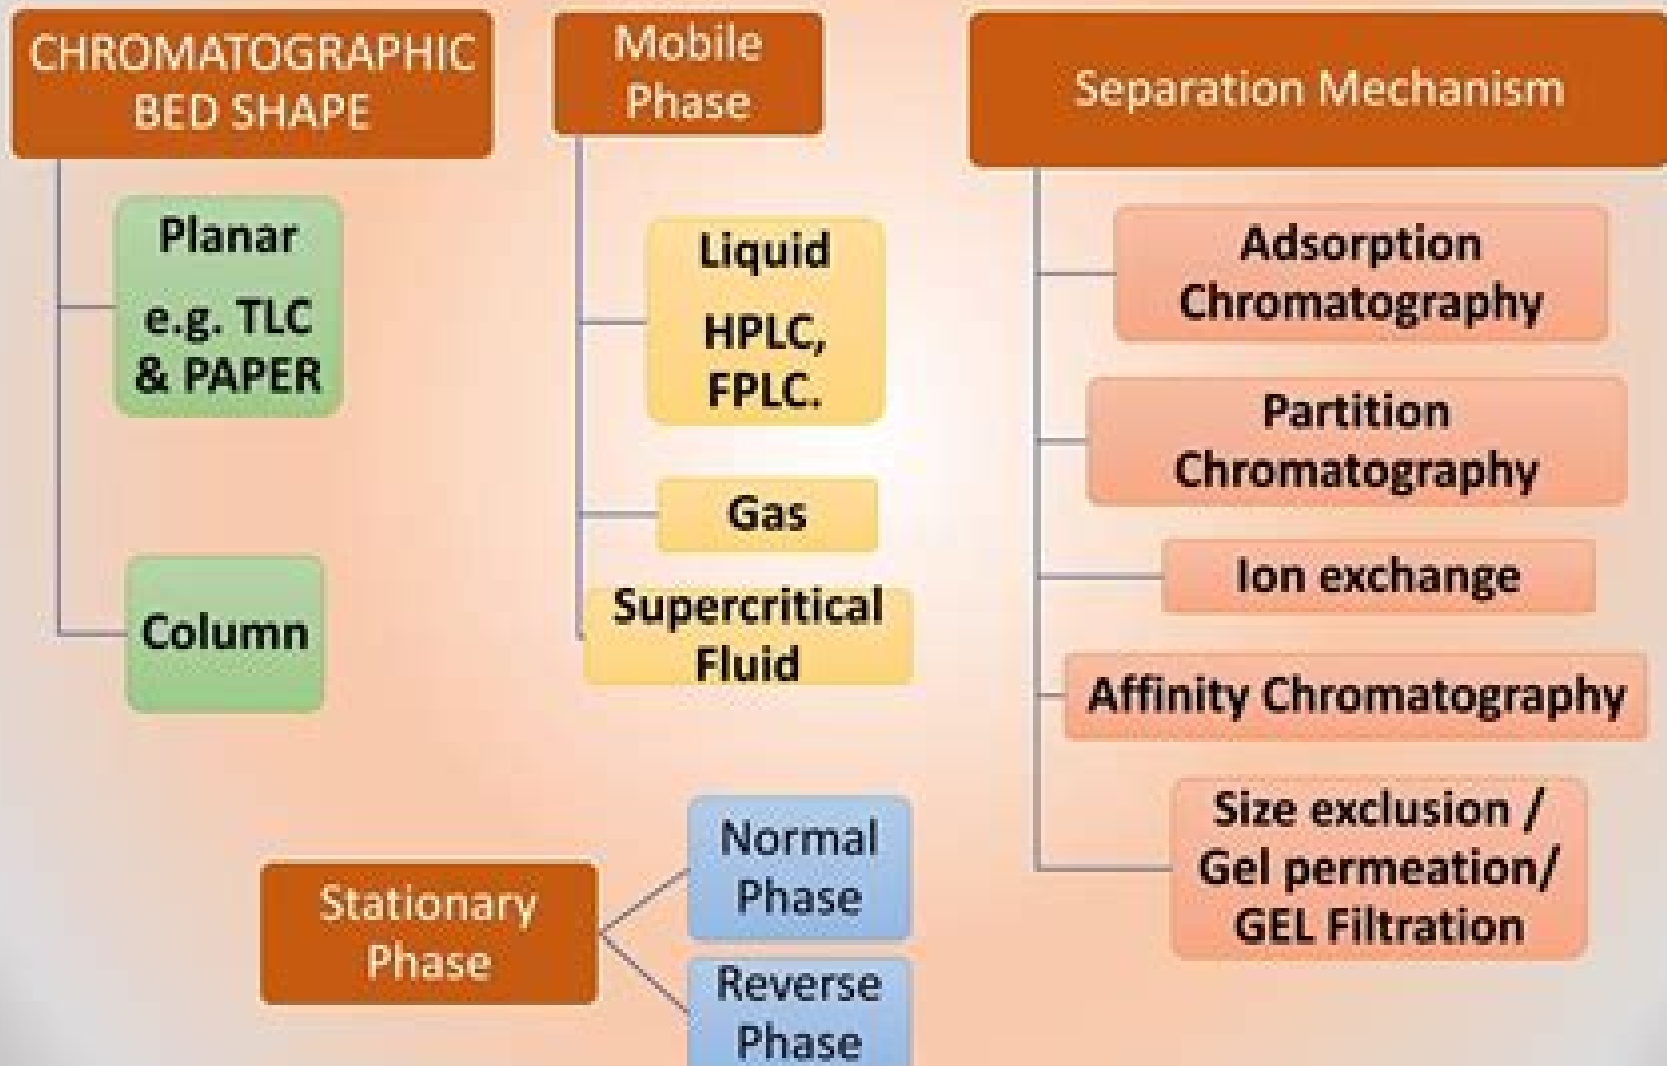 CHROMATOGRAPHIC
BED SHAPE
Planar
e.g. TLC
& PAPER
Column
Mobile
Phase
Liquid
HPLC,
FPLC.
Gas
Supercritical
Fluid
Separation Mechanism
Adsorption
Chromatography
Partition
Chromatography
Ion exchange
Affinity Chromatography
Size exclusion /
Gel permeation/
GEL Filtration
Stationary
Phase
Normal
Phase
Reverse
Phase